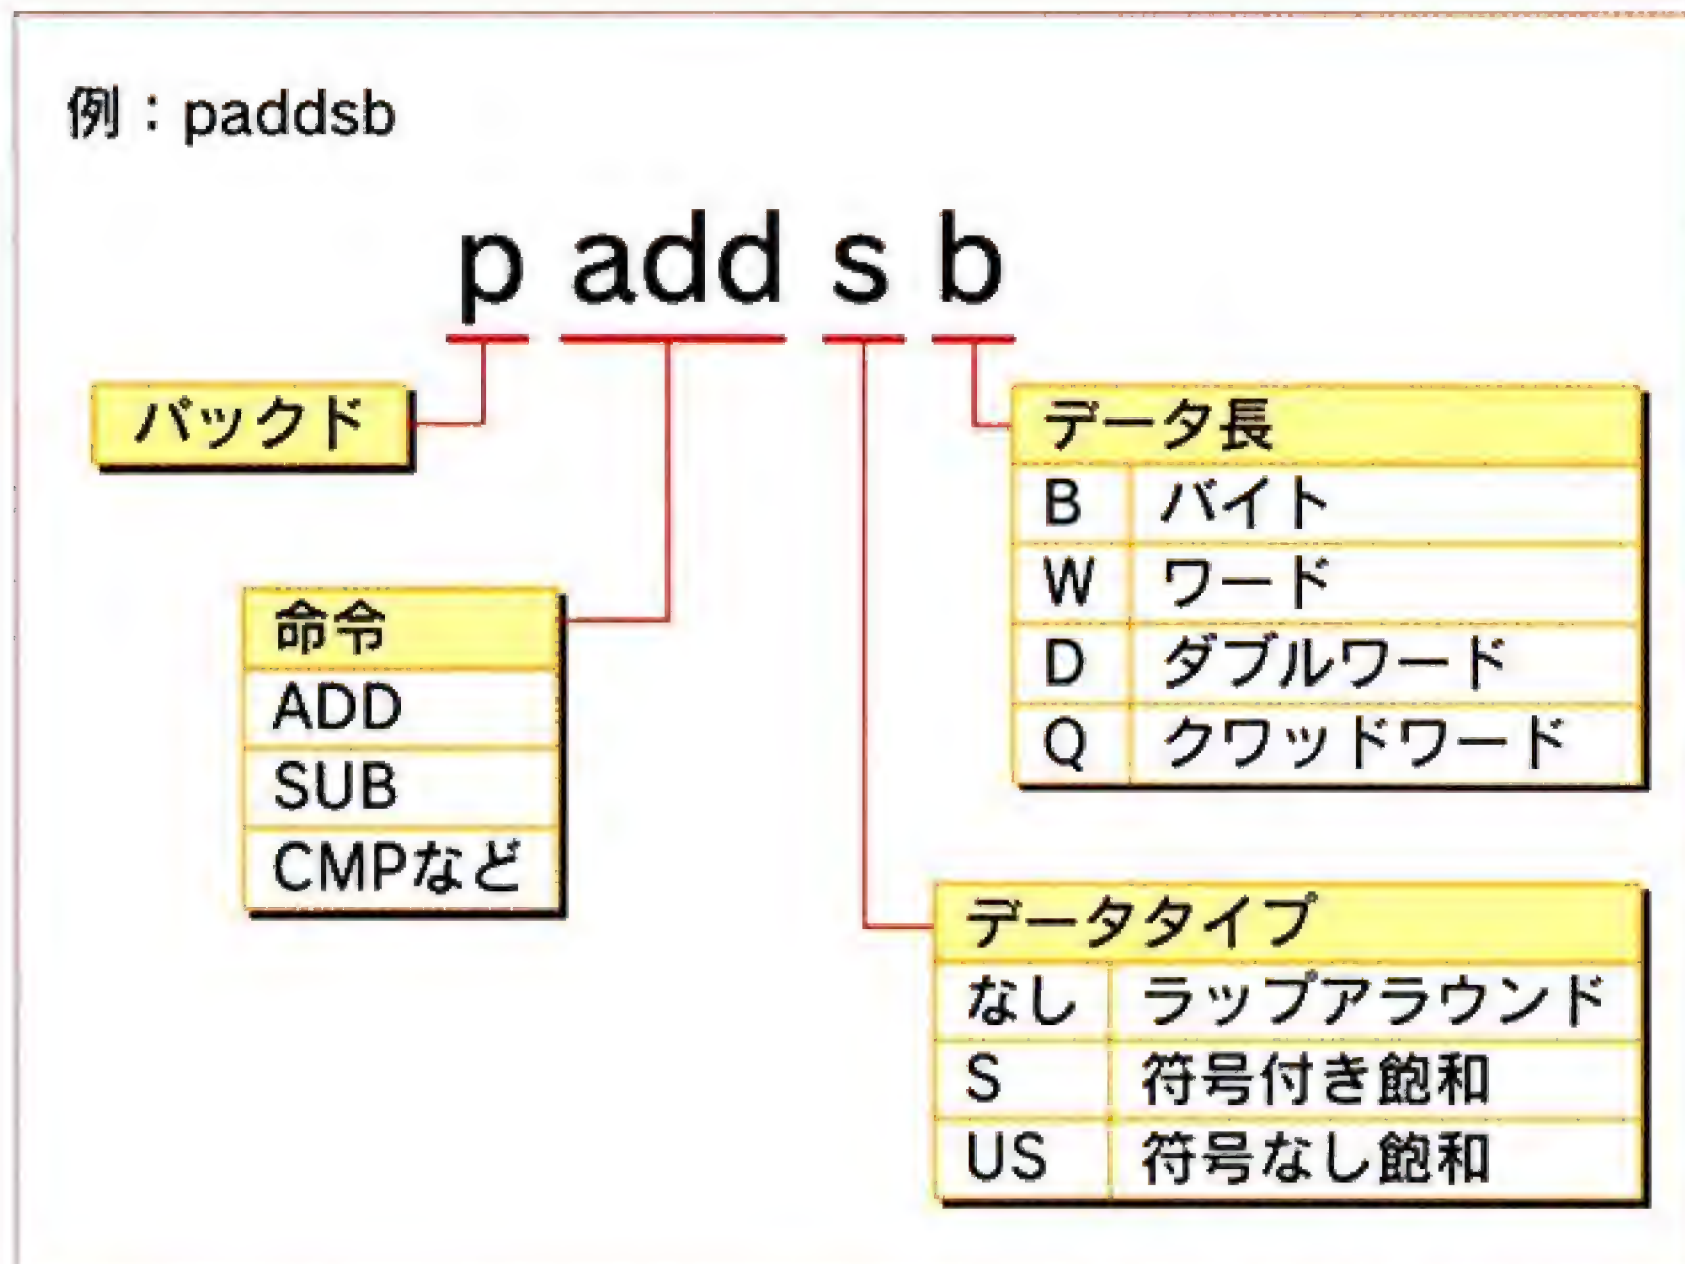 例：paddsb
p add s b
パックド
命令
ADD
SUB
CMPなど
データ長
B バイト
W ワード
D ダブルワード
Q クワッドワード
データタイプ
なし ラップアラウンド
S 符号付き飽和
US 符号なし飽和